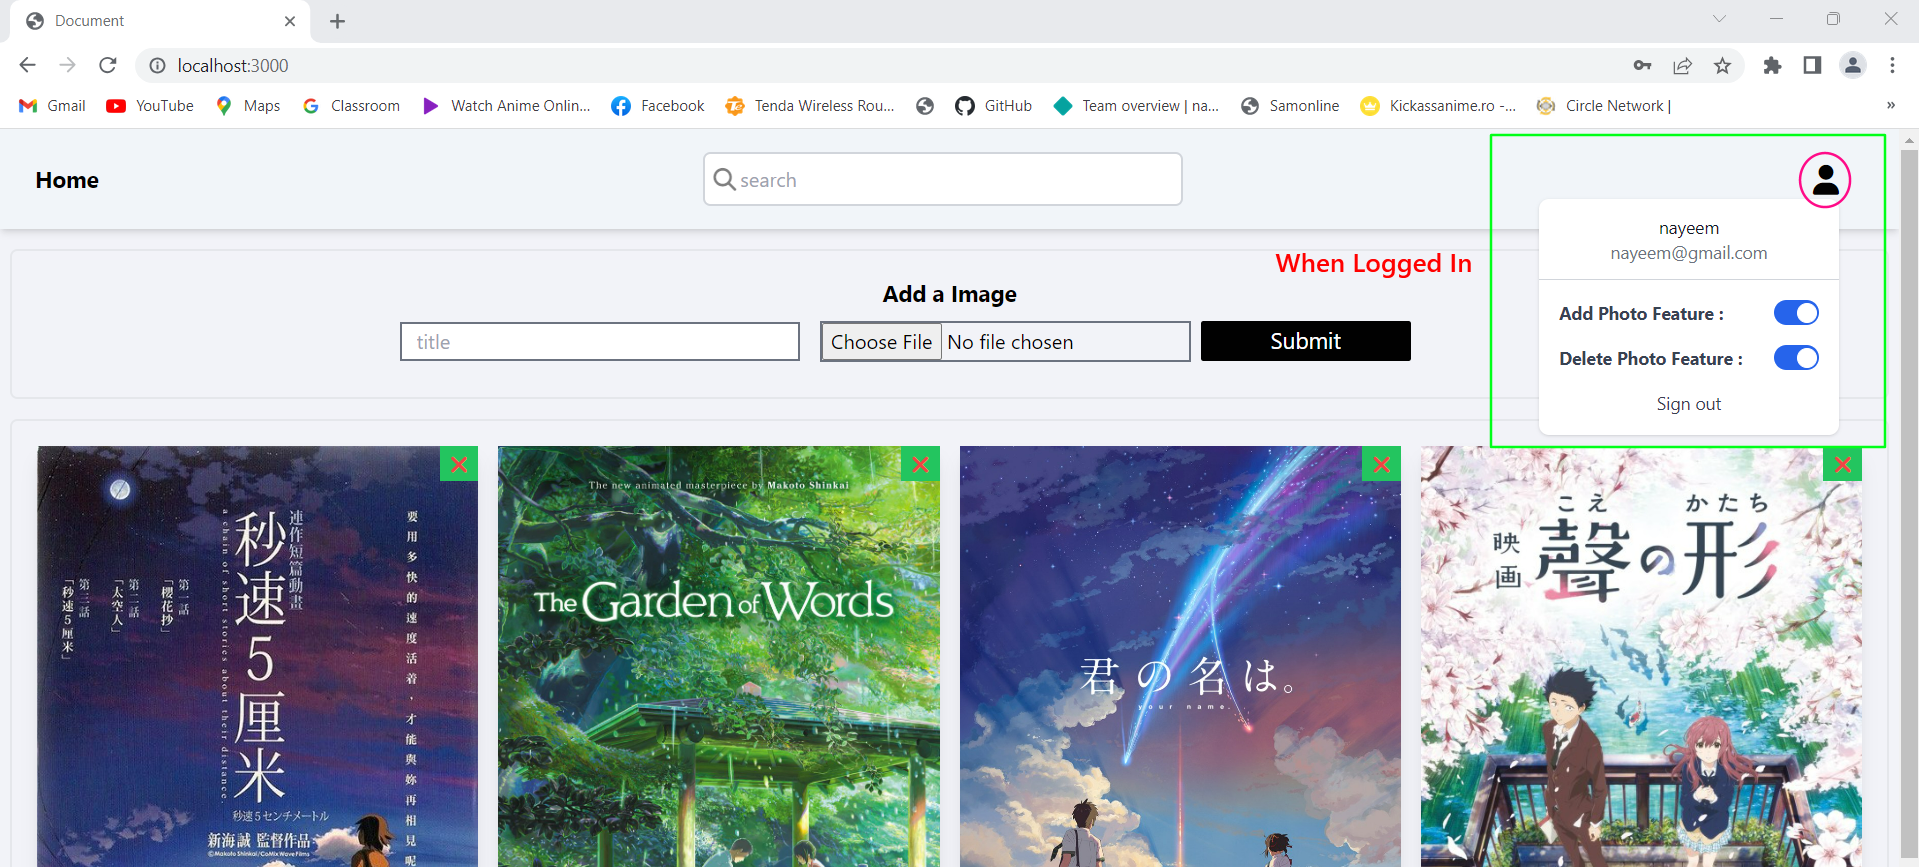 Document
localhost:3000
Gmail
YouTube
Maps
Classroom
Watch Anime Onlin...
Facebook
Tenda Wireless Rou...
GitHub
Team overview | na...
Samonline
Kickassanime.ro -...
Circle Network |
»
Home
search
nayeem
nayeem@gmail.com
When Logged In
Add a Image
title
Choose File No file chosen
Submit
Add Photo Feature :
Delete Photo Feature :
Sign out
連作短篇動畫
秒速5厘米
a chain of short stories about their distance.
要用多快的速度活着，才能與妳再相見呢
第一話
「櫻花抄」
第二話
「太空人」
第三話
「秒速5厘米」
秒速5センチメートル
新海誠 監督作品
©Makoto Shinkai/CoMix Wave Films
The new animated masterpiece by Makoto Shinkai
The Garden of Words
君の名は。
your name.
こえ かたち
映画 聲の形